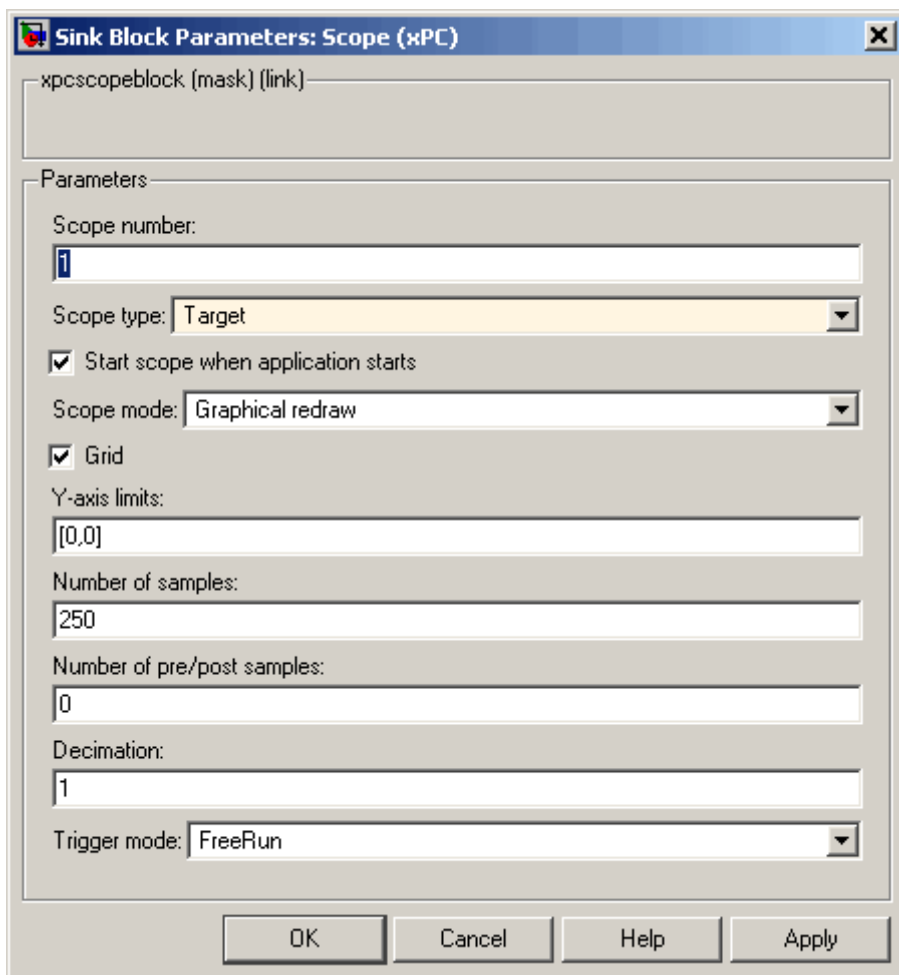 Sink Block Parameters: Scope (xPC)
xpcscopeblock (mask) (link)
Parameters
Scope number:
1
Scope type: Target
Start scope when application starts
Scope mode: Graphical redraw
Grid
Y-axis limits:
[0,0]
Number of samples:
250
Number of pre/post samples:
0
Decimation:
1
Trigger mode: FreeRun
OK Cancel Help Apply